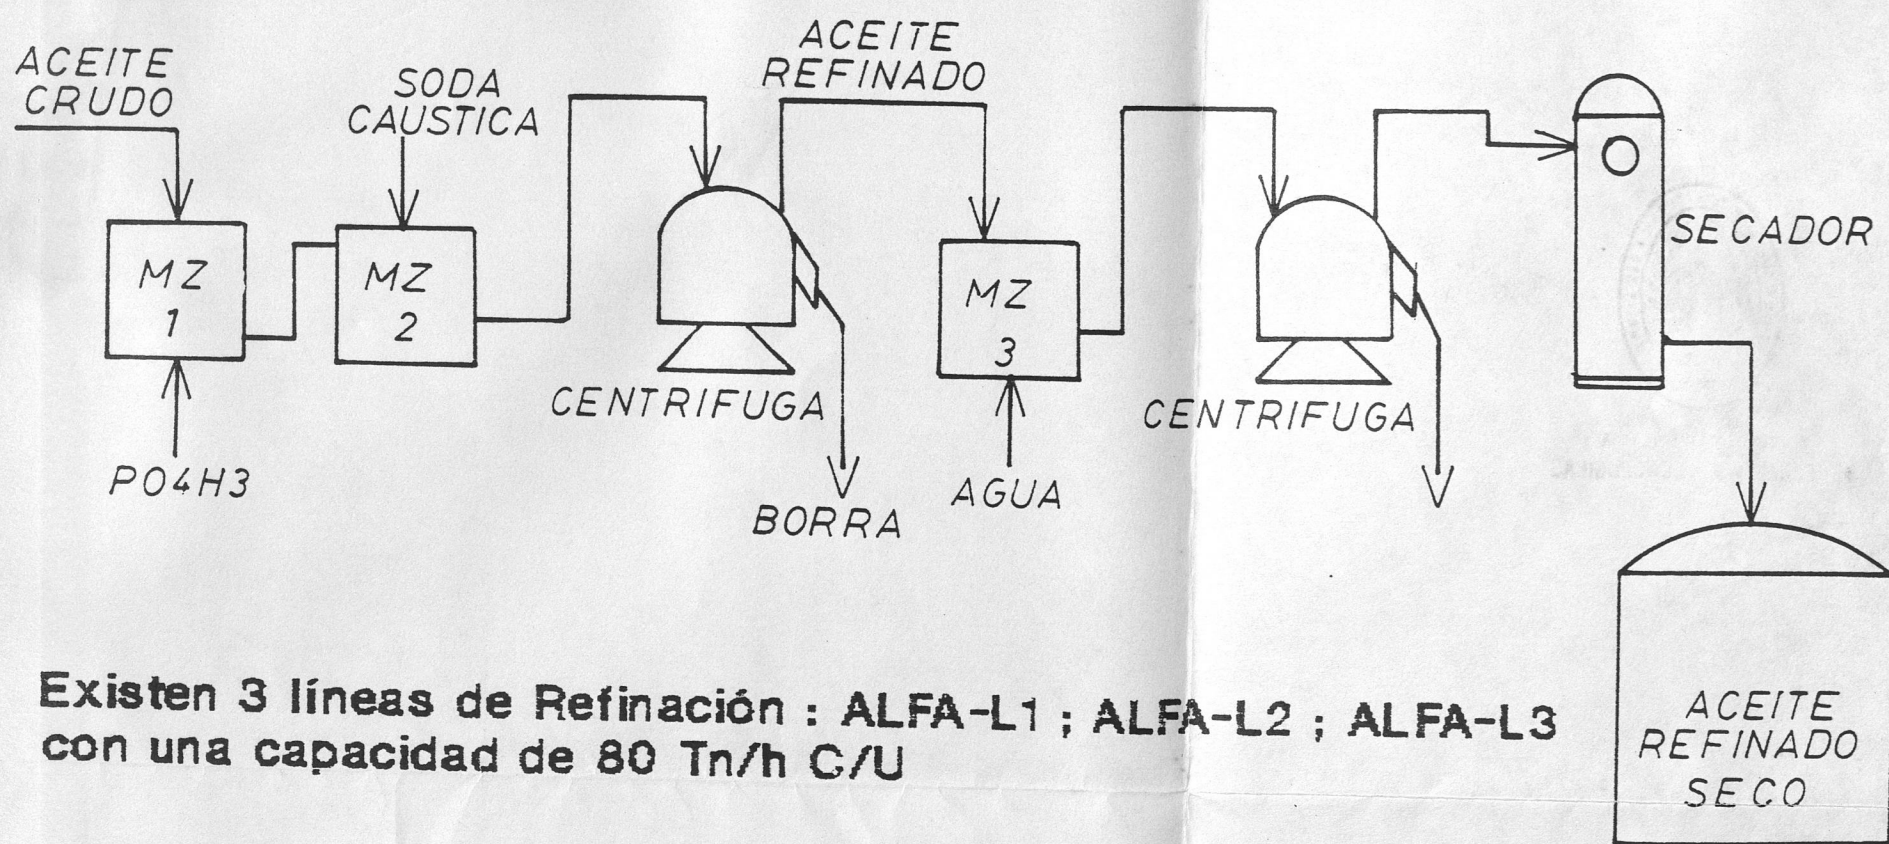 ACEITE
CRUDO
SODA
CAUSTICA
ACEITE
REFINADO
MZ
1
MZ
2
MZ
3
SECADOR
CENTRIFUGA
CENTRIFUGA
PO4H3
BORRA
AGUA
Existen 3 líneas de Refinación : ALFA-L1 ; ALFA-L2 ; ALFA-L3
con una capacidad de 80 Tn/h C/U
ACEITE
REFINADO
SECO